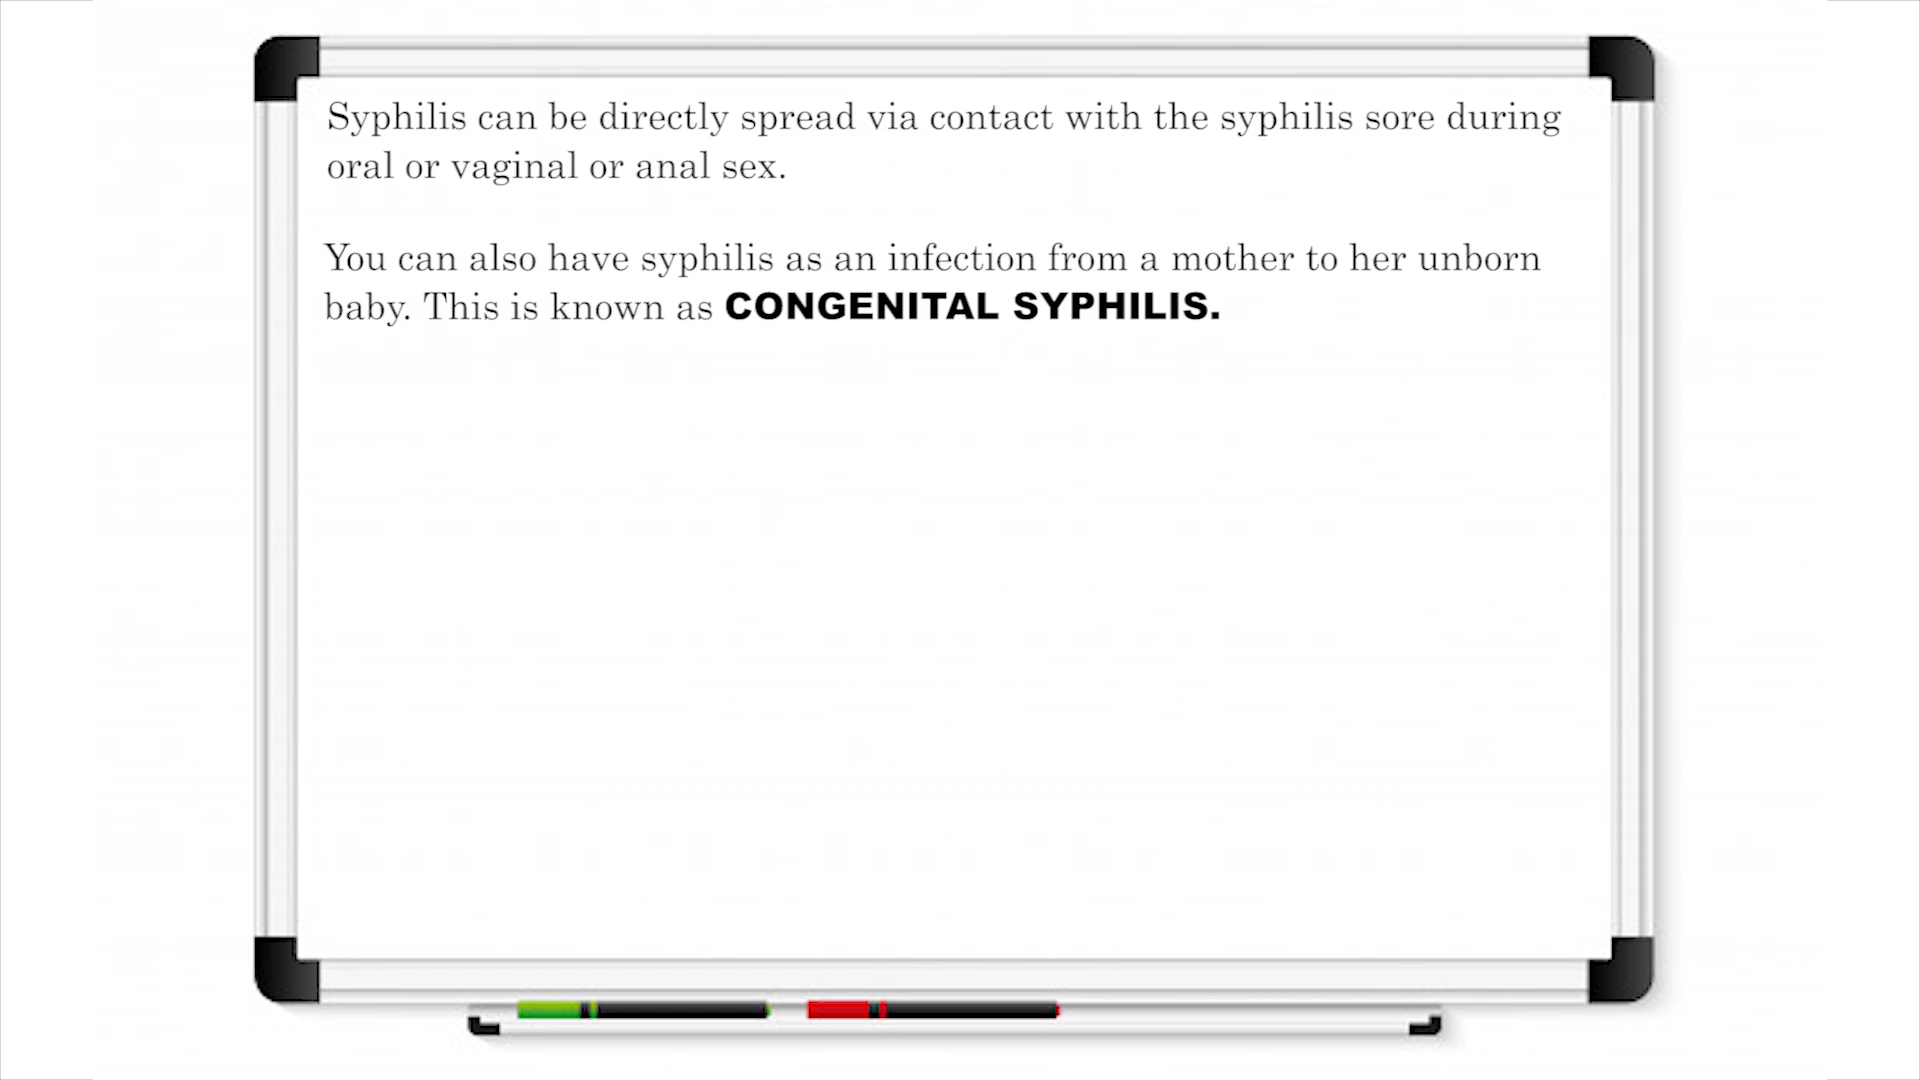 Syphilis can be directly spread via contact with the syphilis sore during
oral or vaginal or anal sex.
You can also have syphilis as an infection from a mother to her unborn
baby. This is known as CONGENITAL SYPHILIS.